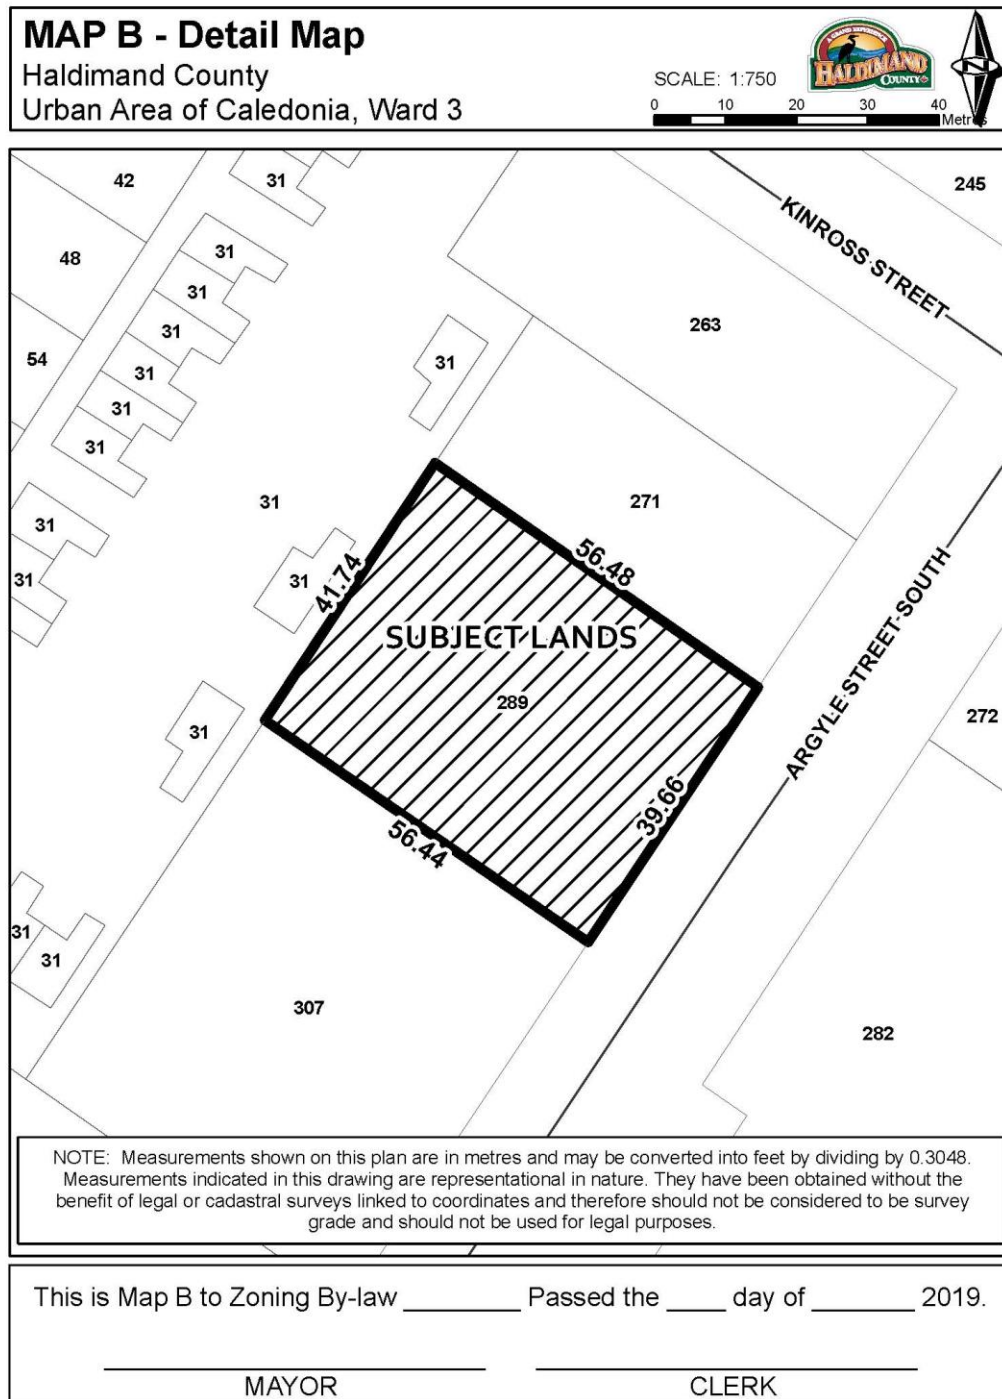 MAP B - Detail Map
Haldimand County
Urban Area of Caledonia, Ward 3
SCALE: 1:750
A GRAND EXPERIENCE
HALDIMAND
COUNTY
N
0 10 20 30 40
Metres
42
31
245
KINROSS STREET
48
31
31
263
31
54
31
31
31
31
31
31
271
31
56.48
ARGYLE STREET SOUTH
31
31
41.74
SUBJECT LANDS
289
272
31
39.66
56.44
31
31
307
282
NOTE: Measurements shown on this plan are in metres and may be converted into feet by dividing by 0.3048.
Measurements indicated in this drawing are representational in nature. They have been obtained without the
benefit of legal or cadastral surveys linked to coordinates and therefore should not be considered to be survey
grade and should not be used for legal purposes.
This is Map B to Zoning By-law ________ Passed the ____ day of _______ 2019.
MAYOR
CLERK